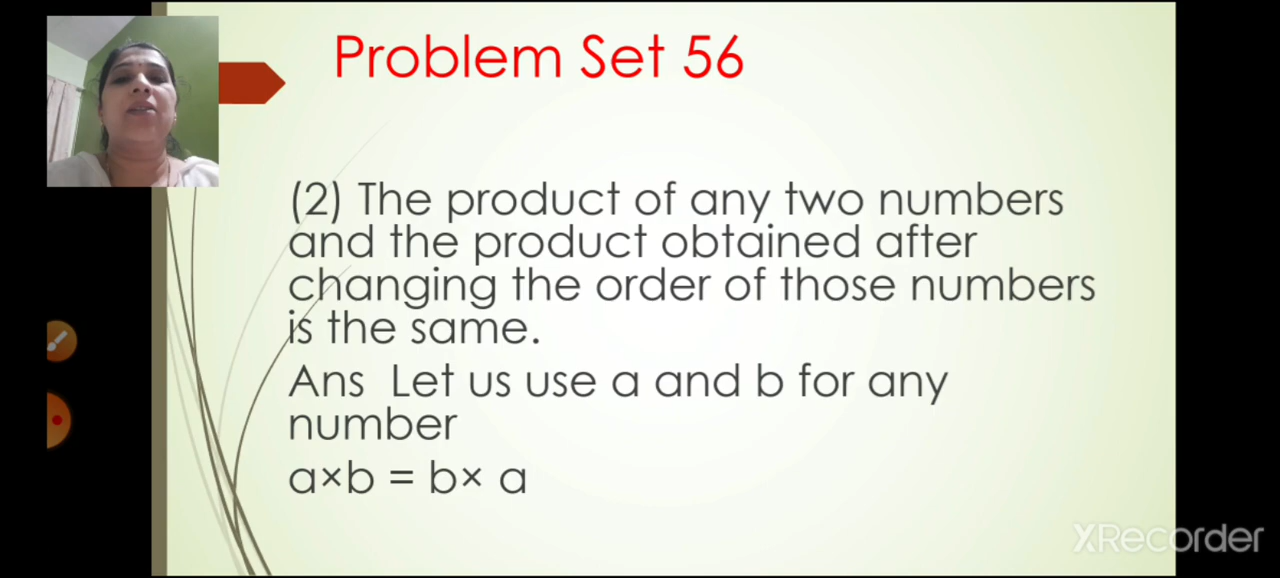 Problem Set 56
(2) The product of any two numbers
and the product obtained after
changing the order of those numbers
is the same.
Ans Let us use a and b for any
number
a×b = b× a
XRecorder